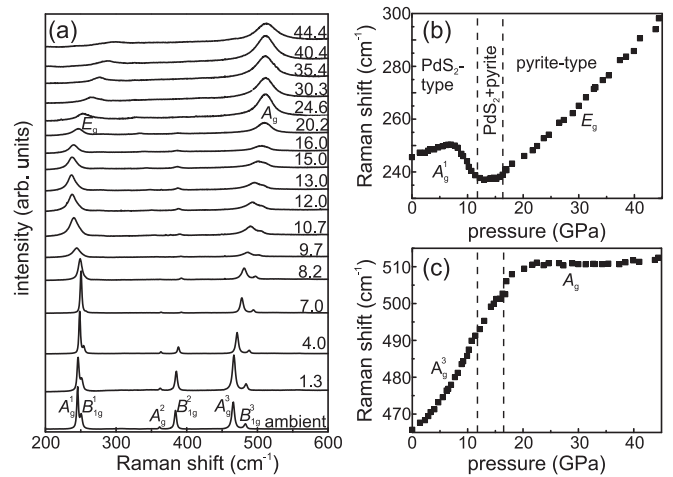 (a)
44.4
40.4
35.4
30.3
24.6
E_g
A_g
20.2
16.0
15.0
13.0
12.0
10.7
9.7
8.2
7.0
4.0
1.3
A_g^1 B_1g^1 A_g^2 B_1g^2 A_g^3 B_1g^3 ambient
200 300 400 500 600
Raman shift (cm⁻¹)
intensity (arb. units)
(b)
300
280
260
240
Raman shift (cm⁻¹)
PdS₂-
type
PdS₂+pyrite
pyrite-type
A_g^1
E_g
0 10 20 30 40
pressure (GPa)
(c)
510
500
490
480
470
Raman shift (cm⁻¹)
A_g^3
A_g
0 10 20 30 40
pressure (GPa)